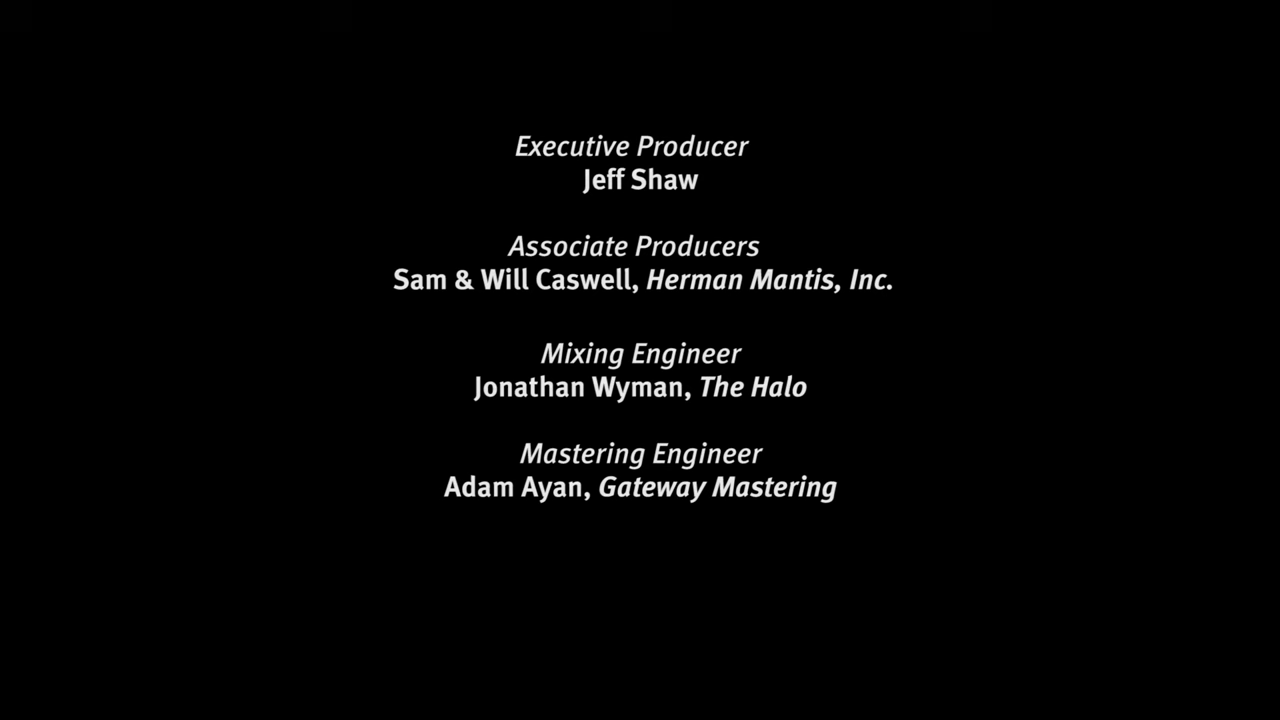 Executive Producer
Jeff Shaw
Associate Producers
Sam & Will Caswell, Herman Mantis, Inc.
Mixing Engineer
Jonathan Wyman, The Halo
Mastering Engineer
Adam Ayan, Gateway Mastering